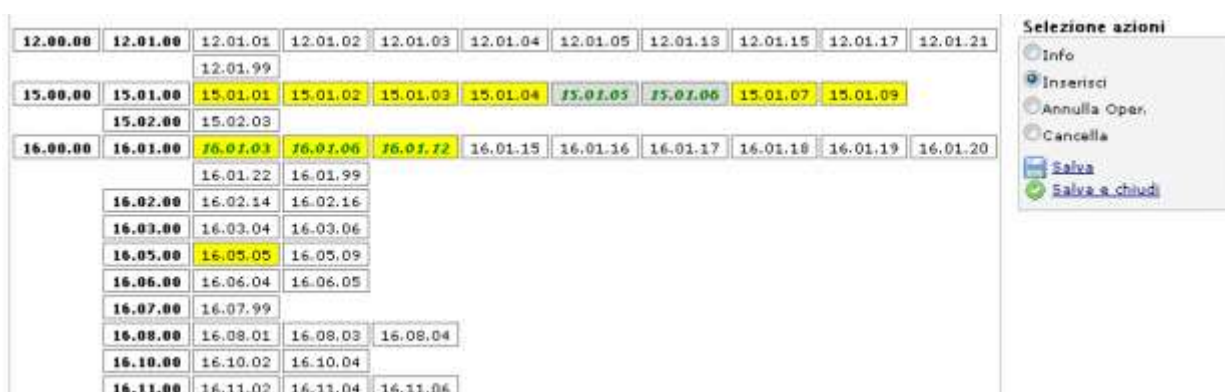 12.00.00 12.01.00 12.01.01 12.01.02 12.01.03 12.01.04 12.01.05 12.01.13 12.01.15 12.01.17 12.01.21
12.01.99
15.00.00 15.01.00 15.01.01 15.01.02 15.01.03 15.01.04 15.01.05 15.01.06 15.01.07 15.01.09
15.02.00 15.02.03
16.00.00 16.01.00 16.01.03 16.01.06 16.01.12 16.01.15 16.01.16 16.01.17 16.01.18 16.01.19 16.01.20
16.01.22 16.01.99
16.02.00 16.02.14 16.02.16
16.03.00 16.03.04 16.03.06
16.05.00 16.05.05 16.05.09
16.06.00 16.06.04 16.06.05
16.07.00 16.07.99
16.08.00 16.08.01 16.08.03 16.08.04
16.10.00 16.10.02 16.10.04
16.11.00 16.11.02 16.11.04 16.11.06
Selezione azioni
Info
Inserisci
Annulla Oper.
Cancella
Salva
Salva e chiudi